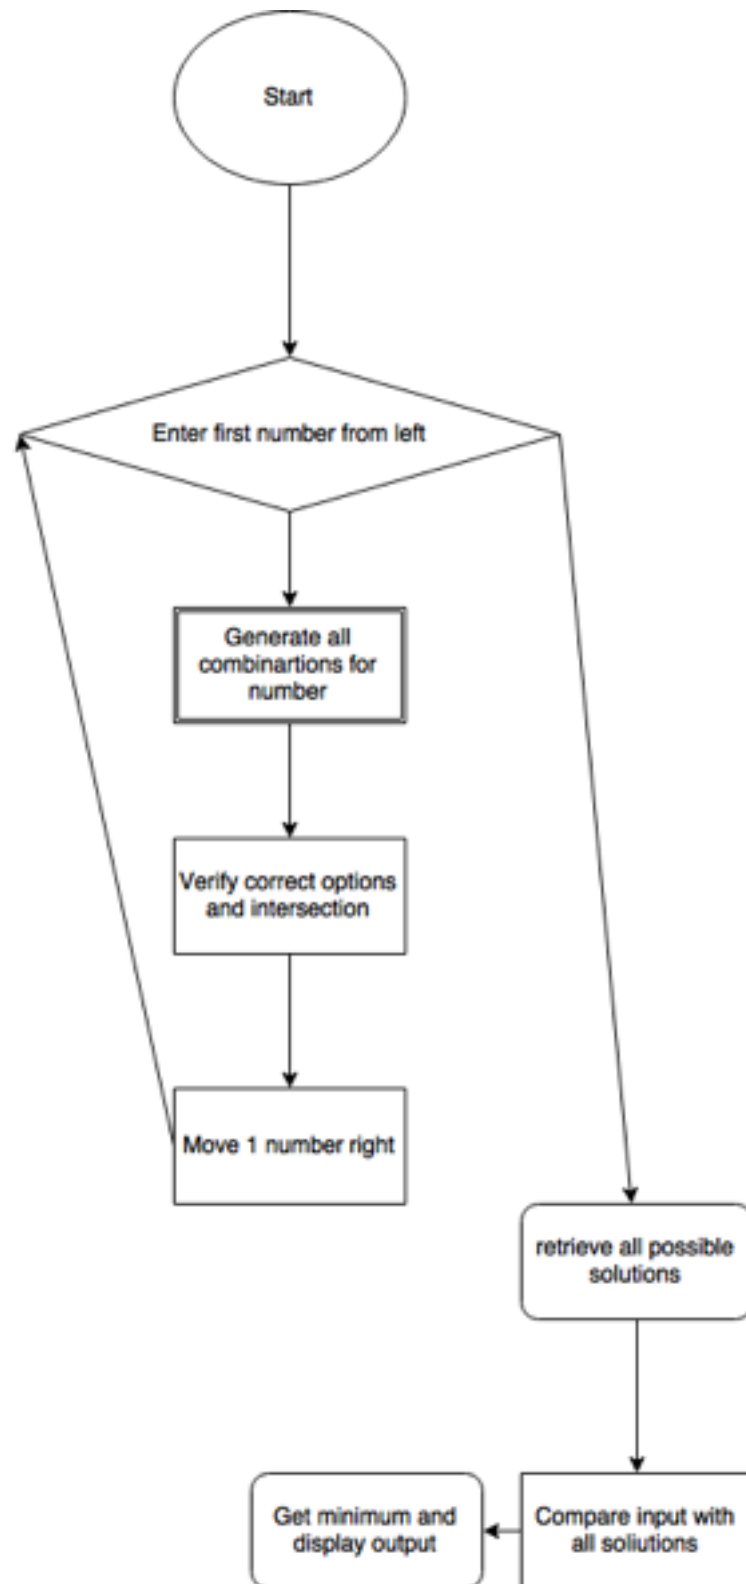 Start
Enter first number from left
Generate all
combinartions for
number
Verify correct options
and intersection
Move 1 number right
retrieve all possible
solutions
Get minimum and
display output
Compare input with
all soliutions